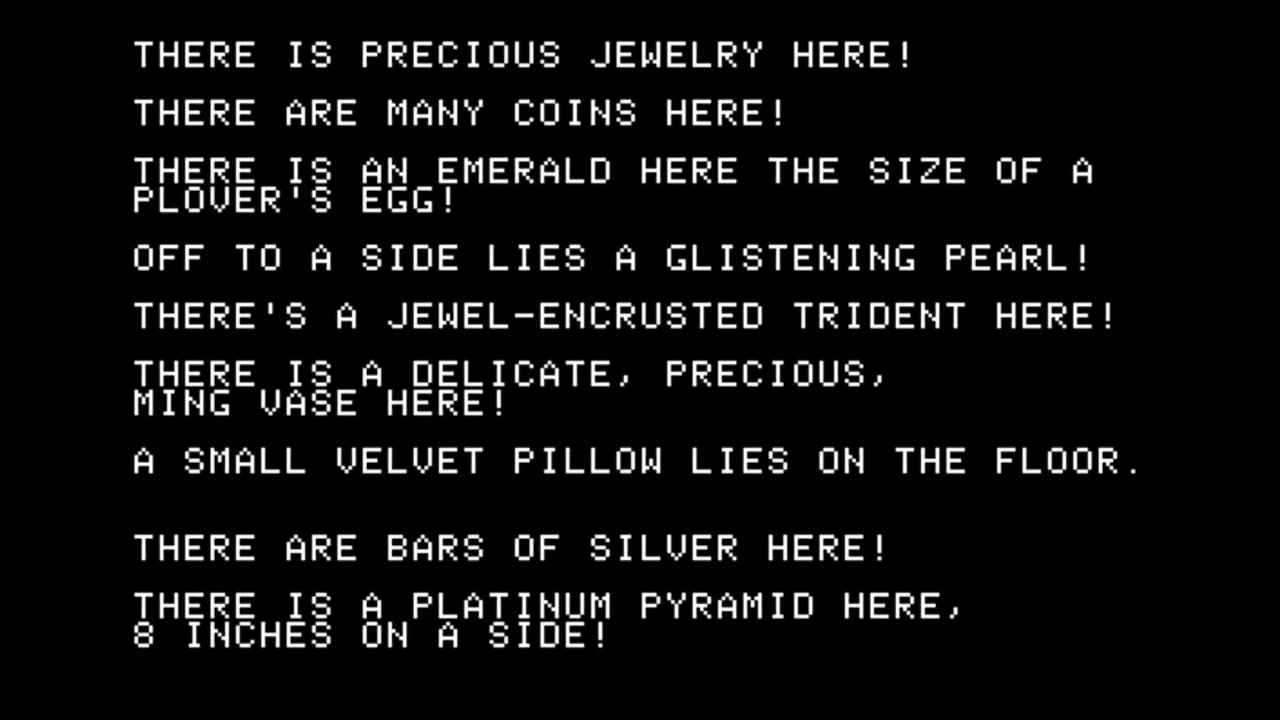 THERE IS PRECIOUS JEWELRY HERE!
THERE ARE MANY COINS HERE!
THERE IS AN EMERALD HERE THE SIZE OF A
PLOVER'S EGG!
OFF TO A SIDE LIES A GLISTENING PEARL!
THERE'S A JEWEL-ENCRUSTED TRIDENT HERE!
THERE IS A DELICATE, PRECIOUS,
MING VASE HERE!
A SMALL VELVET PILLOW LIES ON THE FLOOR.
THERE ARE BARS OF SILVER HERE!
THERE IS A PLATINUM PYRAMID HERE,
8 INCHES ON A SIDE!